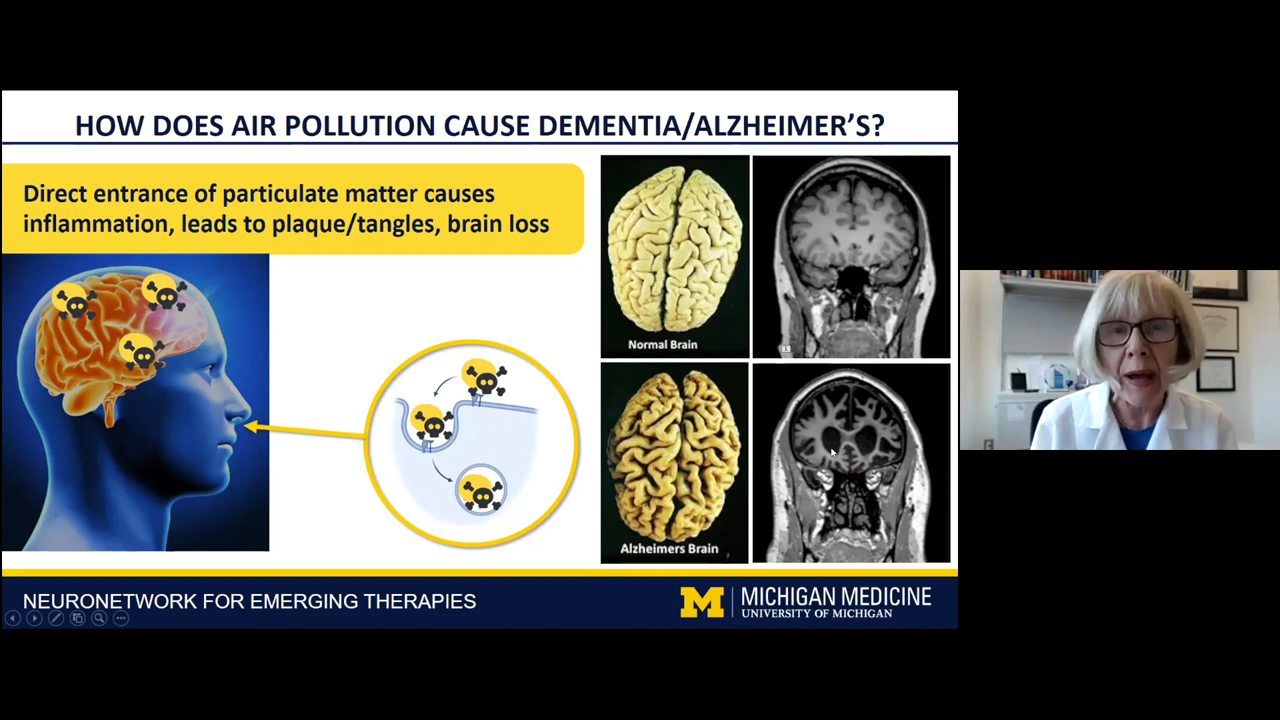 HOW DOES AIR POLLUTION CAUSE DEMENTIA/ALZHEIMER'S?
Direct entrance of particulate matter causes
inflammation, leads to plaque/tangles, brain loss
Normal Brain
Alzheimers Brain
NEURONETWORK FOR EMERGING THERAPIES
M
MICHIGAN MEDICINE
UNIVERSITY OF MICHIGAN